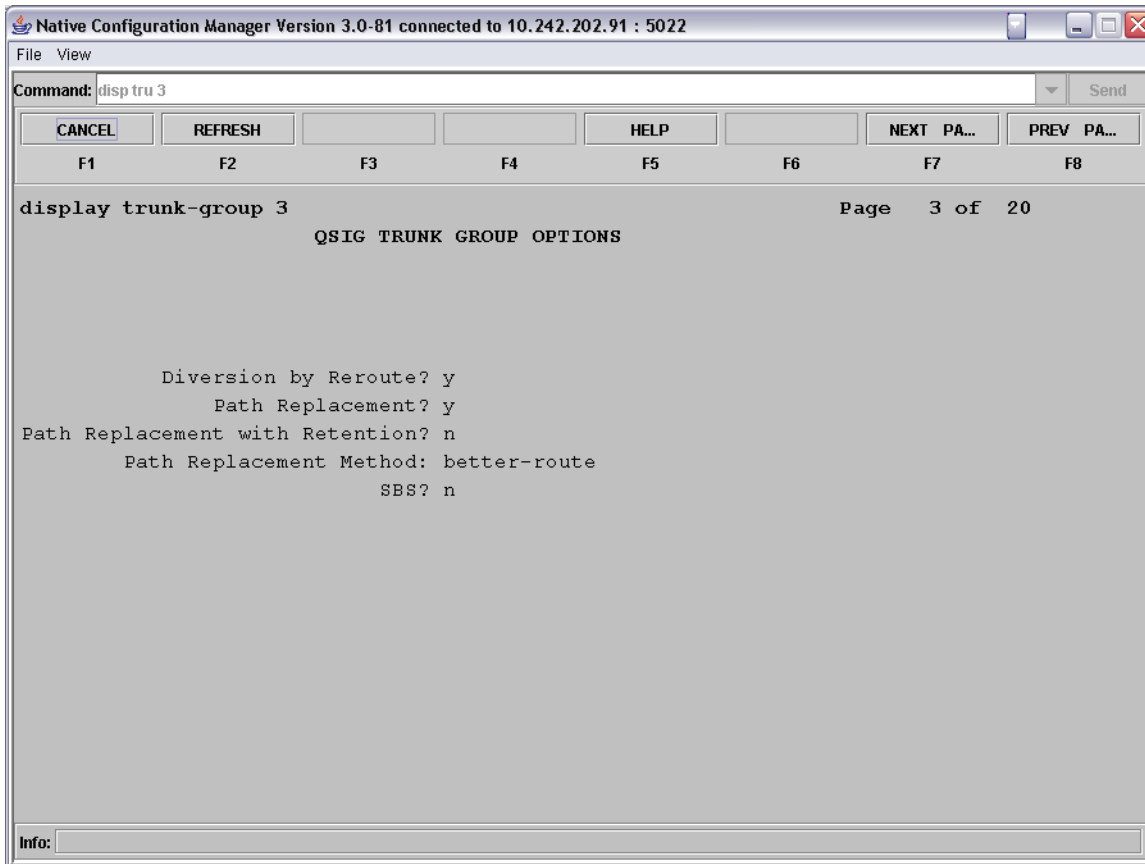 Native Configuration Manager Version 3.0-81 connected to 10.242.202.91 : 5022
File View
Command: disp tru 3 Send
CANCEL REFRESH HELP NEXT PA... PREV PA...
F1 F2 F3 F4 F5 F6 F7 F8
display trunk-group 3 Page 3 of 20
QSIG TRUNK GROUP OPTIONS
Diversion by Reroute? y
Path Replacement? y
Path Replacement with Retention? n
Path Replacement Method: better-route
SBS? n
Info: